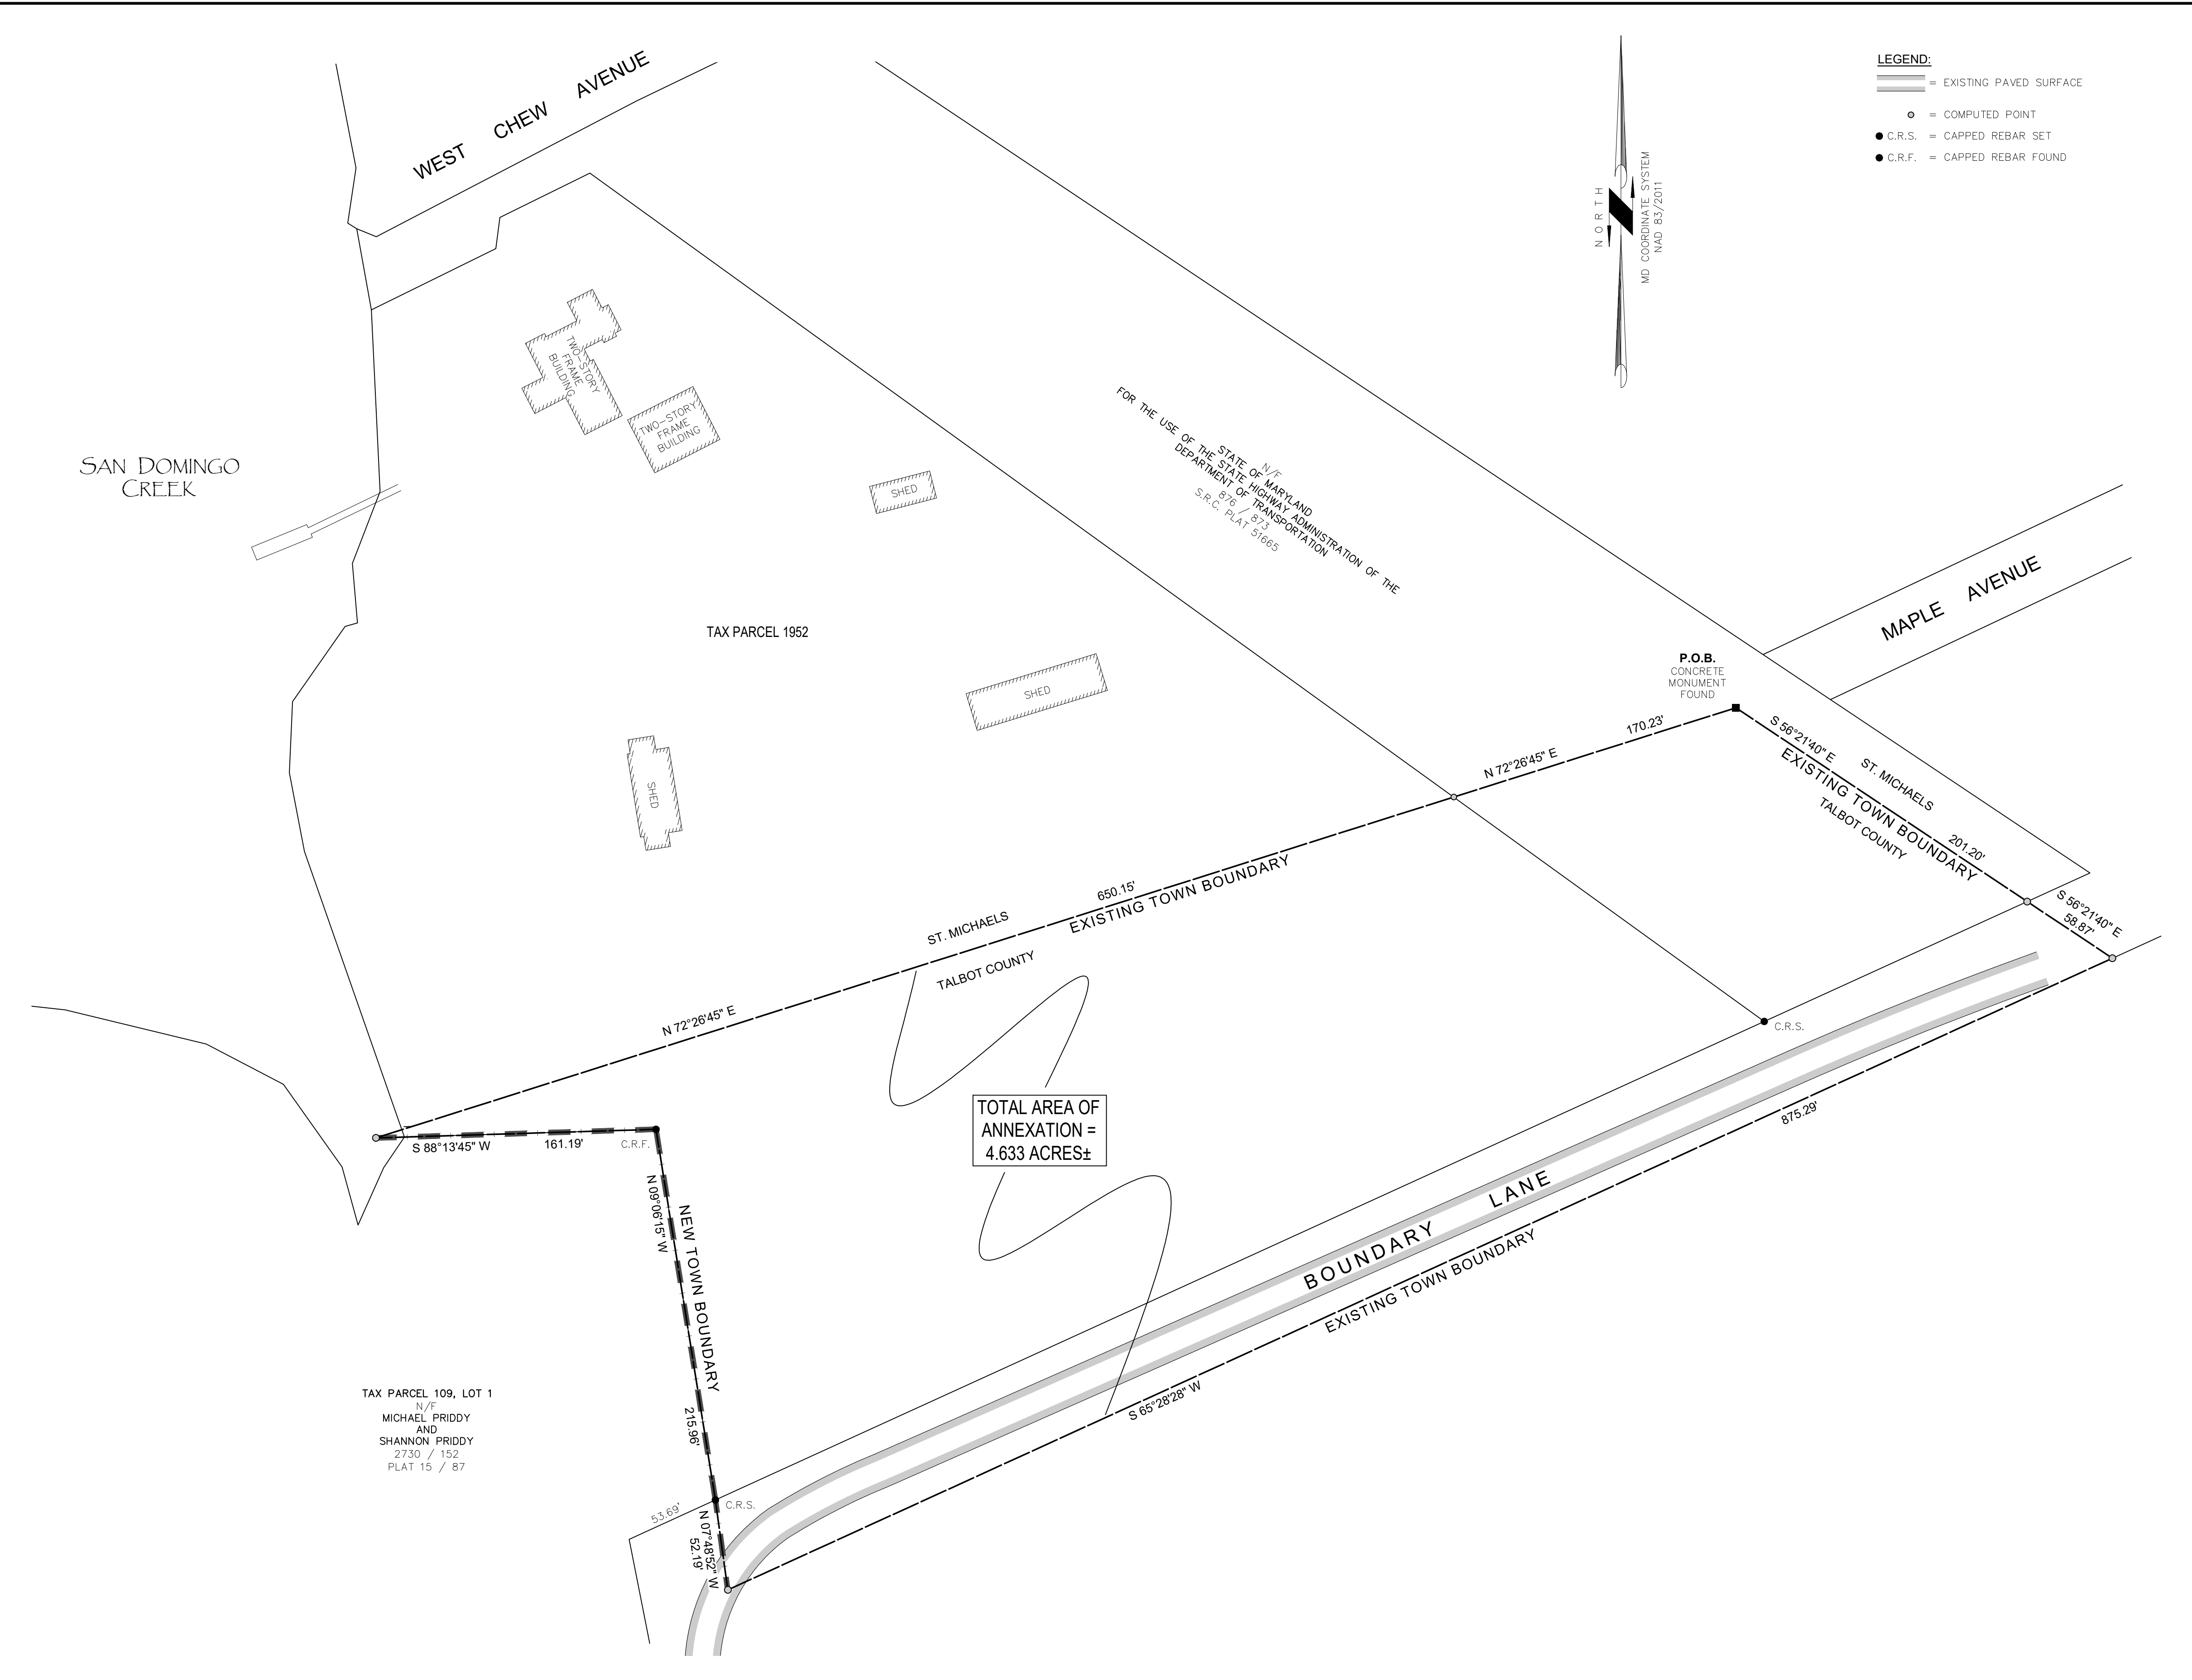 WEST CHEW AVENUE
LEGEND:
= EXISTING PAVED SURFACE
= COMPUTED POINT
C.R.S. = CAPPED REBAR SET
C.R.F. = CAPPED REBAR FOUND
NORTH
MD COORDINATE SYSTEM
NAD 83/2011
TWO-STORY
FRAME
BUILDING
TWO-STORY
FRAME
BUILDING
SAN DOMINGO
CREEK
SHED
N/F
STATE OF MARYLAND
FOR THE USE OF THE STATE HIGHWAY ADMINISTRATION OF THE
DEPARTMENT OF TRANSPORTATION
876 / 873
S.R.C. PLAT 51665
MAPLE AVENUE
TAX PARCEL 1952
SHED
SHED
P.O.B.
CONCRETE
MONUMENT
FOUND
170.23'
N 72°26'45" E
S 56°21'40" E
201.20'
ST. MICHAELS
EXISTING TOWN BOUNDARY
TALBOT COUNTY
S 56°21'40" E
58.87'
650.15'
ST. MICHAELS
EXISTING TOWN BOUNDARY
TALBOT COUNTY
N 72°26'45" E
C.R.S.
TOTAL AREA OF
ANNEXATION =
4.633 ACRES±
875.29'
S 88°13'45" W 161.19'
C.R.F.
N 09°06'15" W
215.96'
NEW TOWN BOUNDARY
BOUNDARY LANE
EXISTING TOWN BOUNDARY
S 65°28'28" W
TAX PARCEL 109, LOT 1
N/F
MICHAEL PRIDDY
AND
SHANNON PRIDDY
2730 / 152
PLAT 15 / 87
53.69'
C.R.S.
N 07°48'52" W
52.19'